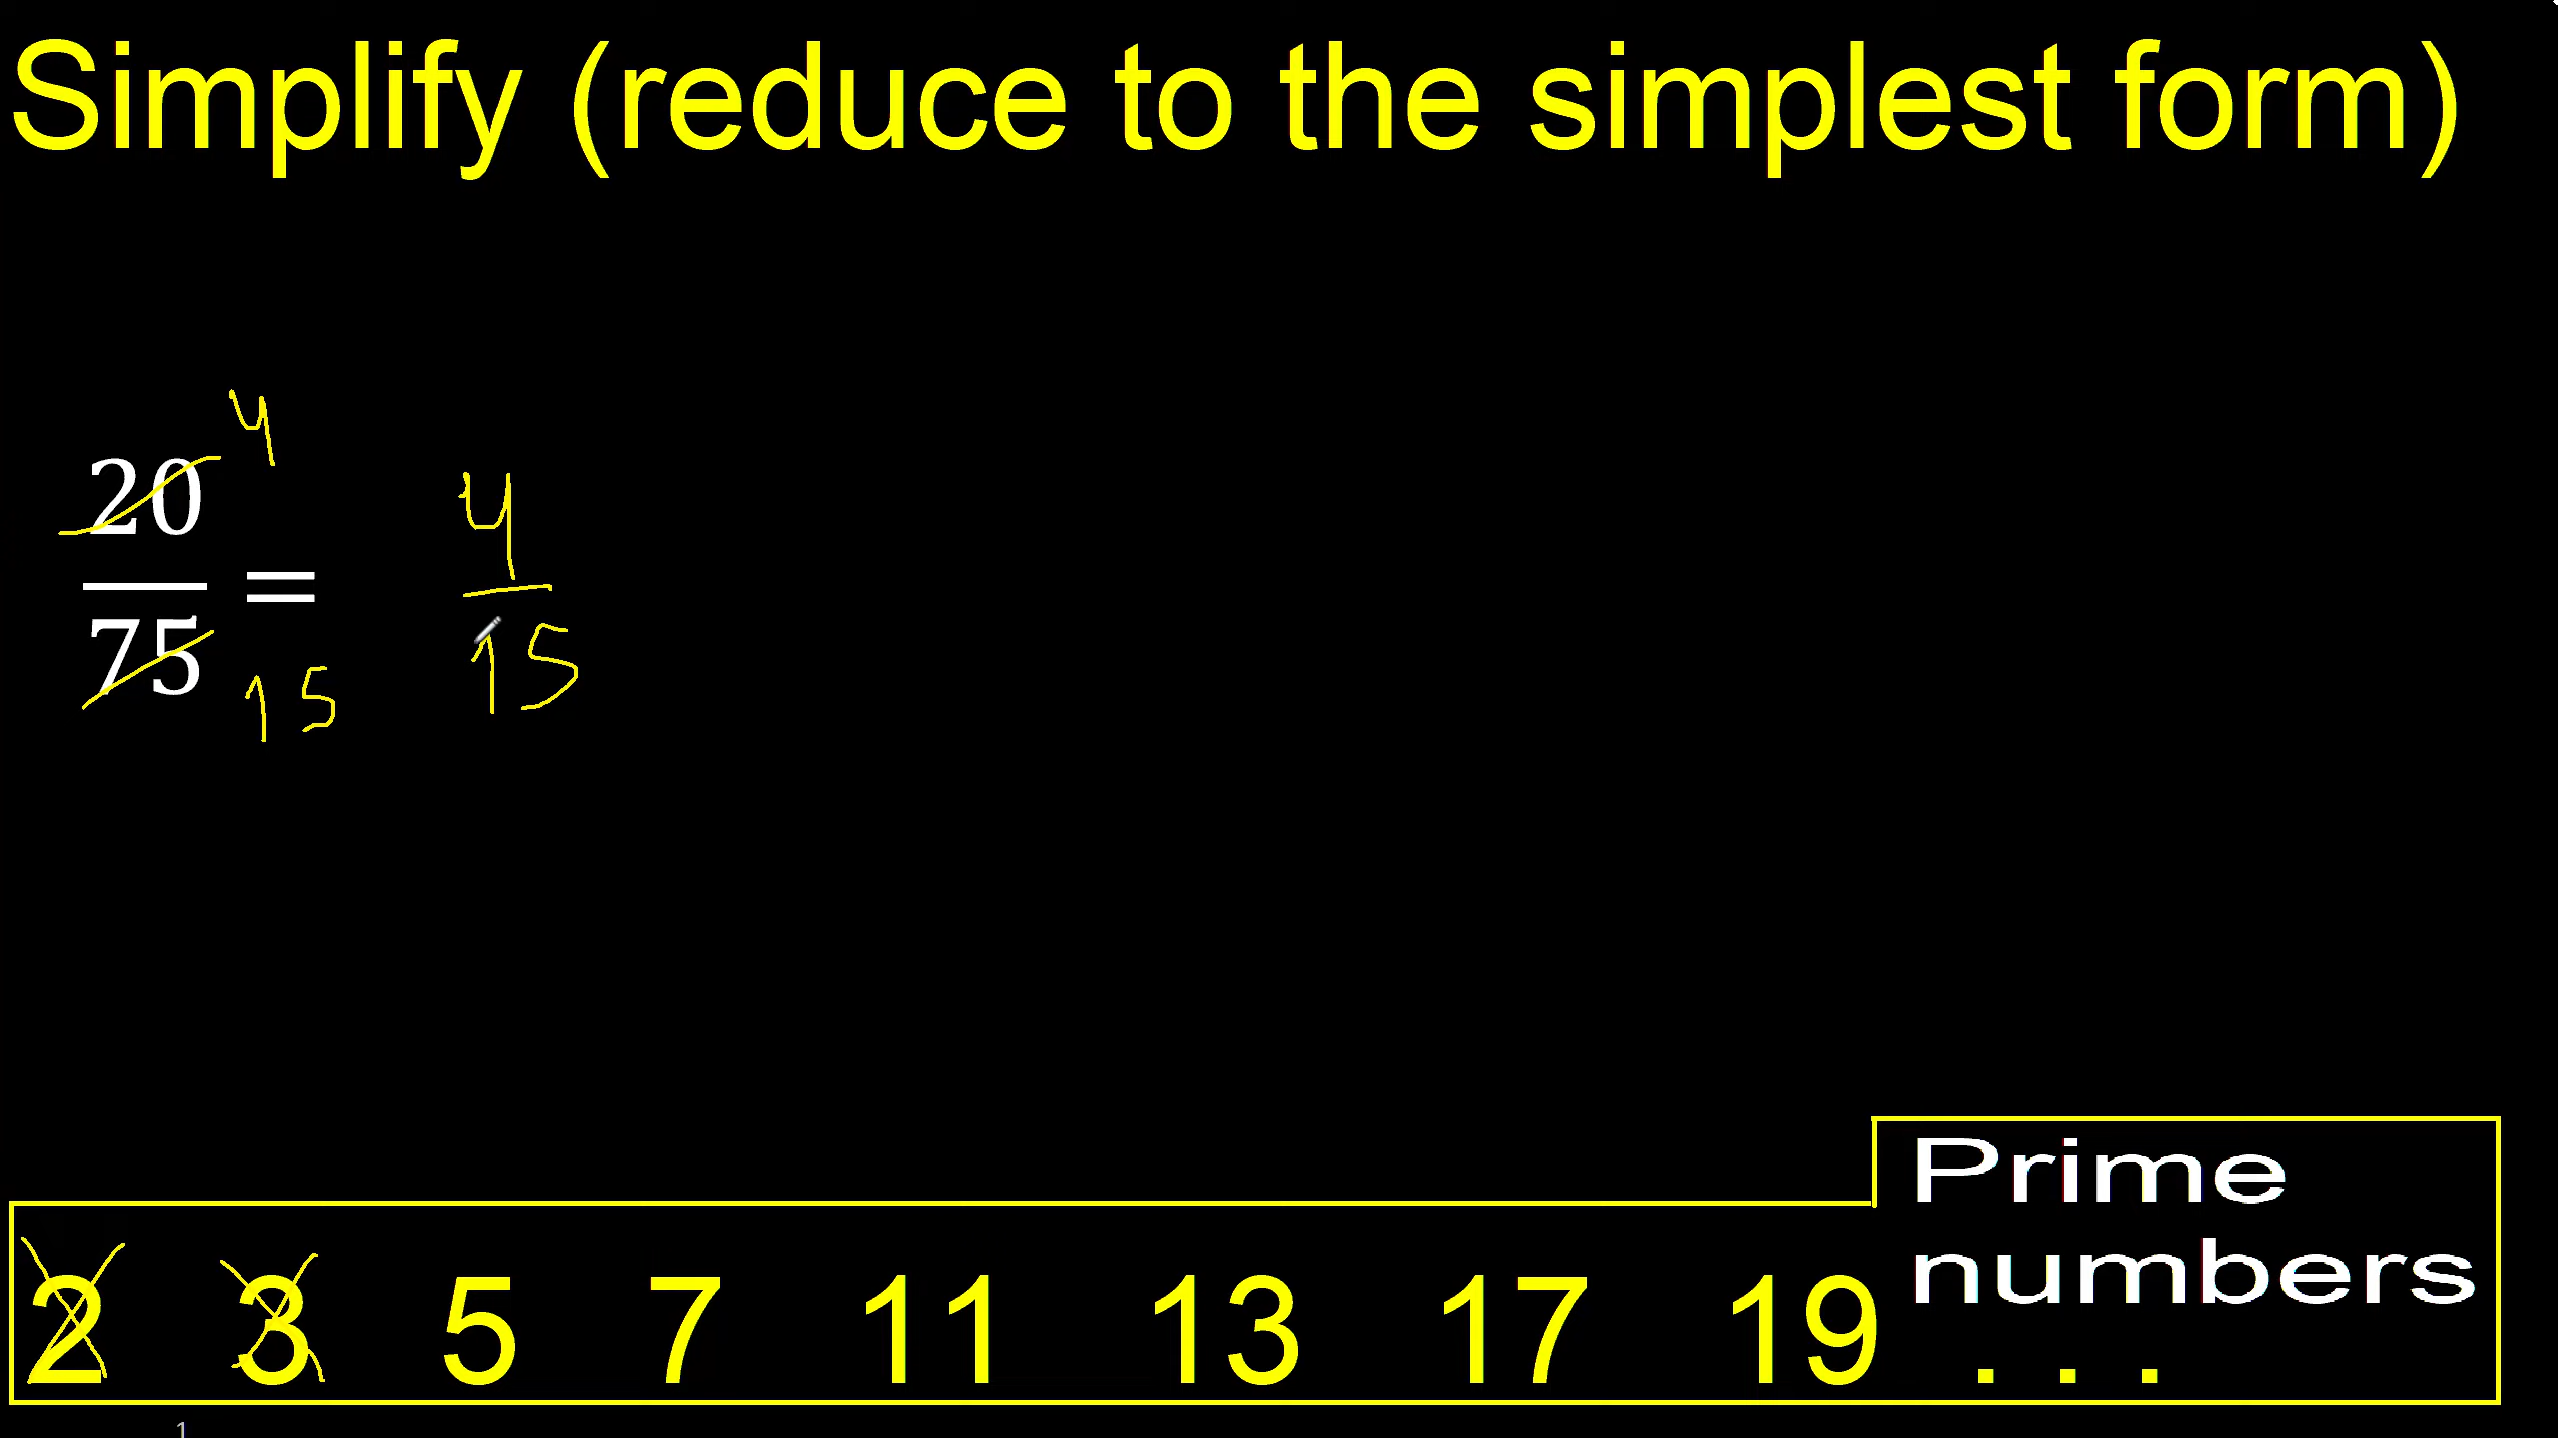 Simplify (reduce to the simplest form)
20 4
75 15
=
4
15
Prime
numbers
2 3 5 7 11 13 17 19 . . .
1